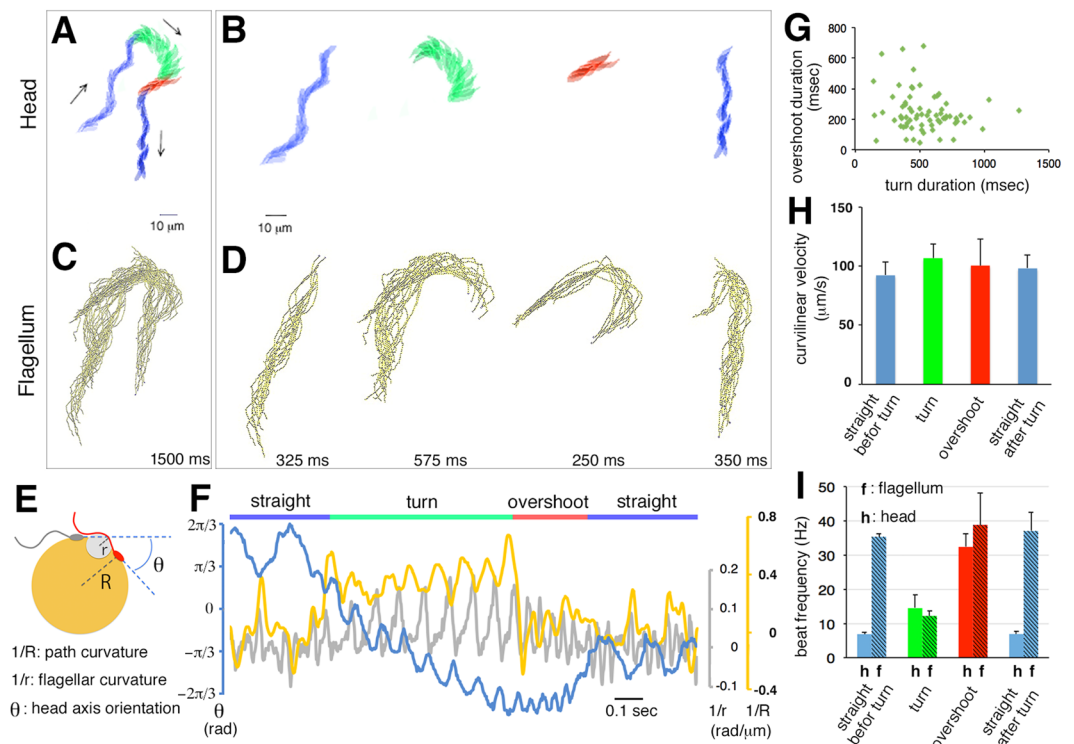 A
B
Head
10 μm
10 μm
C
D
Flagellum
1500 ms
325 ms
575 ms
250 ms
350 ms
E
r
R
θ
1/R: path curvature
1/r: flagellar curvature
θ : head axis orientation
F
straight
turn
overshoot
straight
2π/3
π/3
0
-π/3
-2π/3
θ
(rad)
0.1 sec
0.2
0.1
0
-0.1
1/r
0.8
0.4
0
-0.4
1/R
(rad/μm)
G
overshoot duration
(msec)
800
600
400
200
0
0
500
1000
1500
turn duration (msec)
H
curvilinear velocity
(μm/s)
150
100
50
0
straight
befor turn
turn
overshoot
straight
after turn
I
f : flagellum
h : head
beat frequency (Hz)
50
40
30
20
10
0
h f
h f
h f
h f
straight
befor turn
turn
overshoot
straight
after turn